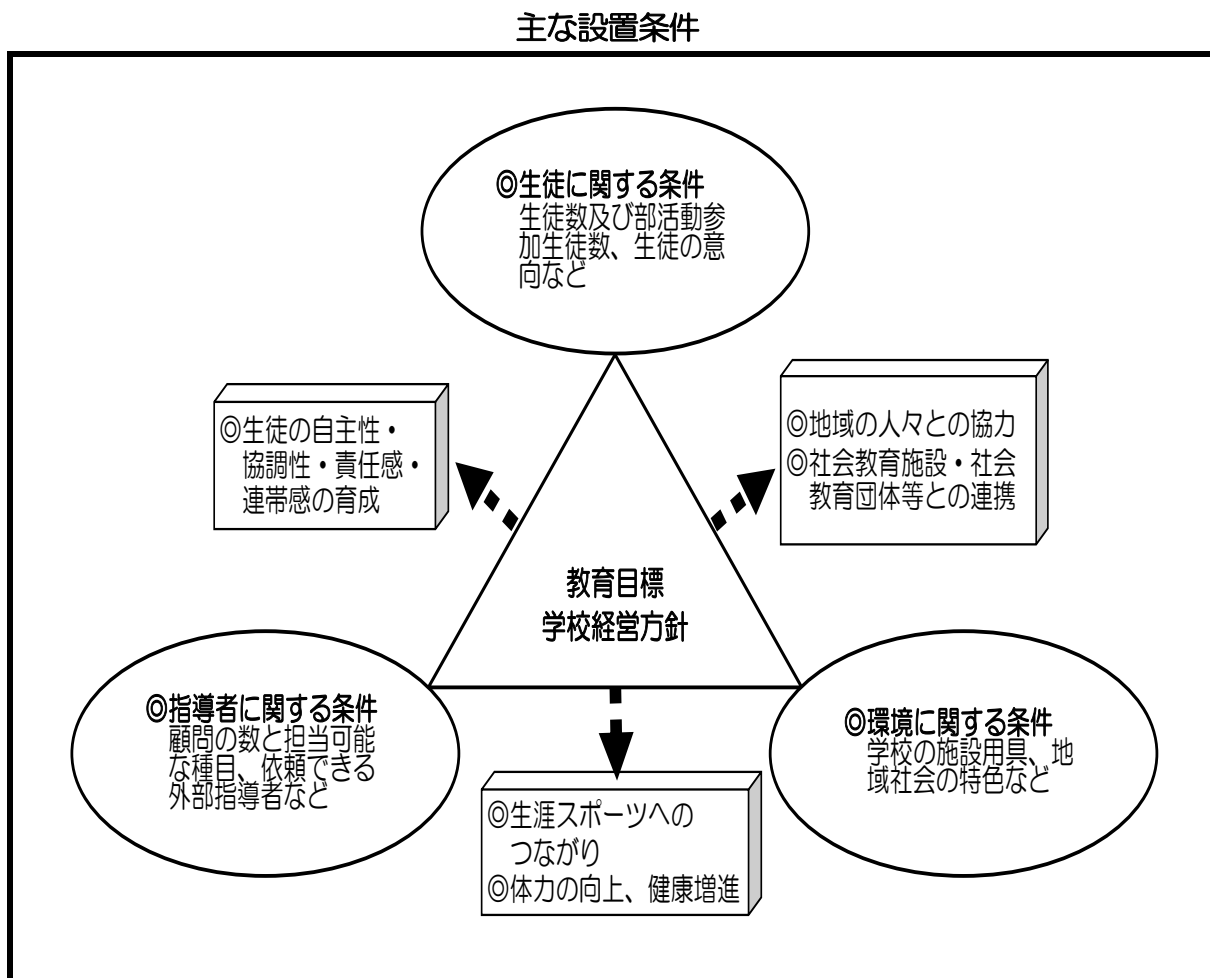 主な設置条件
◎生徒に関する条件
生徒数及び部活動参
加生徒数、生徒の意
向など
◎生徒の自主性・
協調性・責任感・
連帯感の育成
◎地域の人々との協力
◎社会教育施設・社会
教育団体等との連携
教育目標
学校経営方針
◎指導者に関する条件
顧問の数と担当可能
な種目、依頼できる
外部指導者など
◎環境に関する条件
学校の施設用具、地
域社会の特色など
◎生涯スポーツへの
つながり
◎体力の向上、健康増進